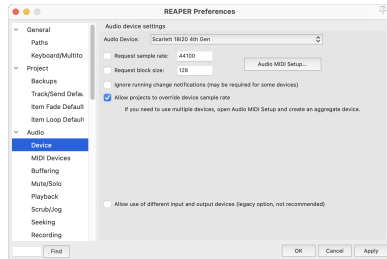 REAPER Preferences
General
Paths
Keyboard/Multito
Project
Backups
Track/Send Defau
Item Fade Default
Item Loop Default
Audio
Device
MIDI Devices
Buffering
Mute/Solo
Playback
Scrub/Jog
Seeking
Recording
Find
Audio device settings
Audio Device: Scarlett 18i20 4th Gen
Request sample rate: 44100
Audio MIDI Setup...
Request block size: 128
Ignore running change notifications (may be required for some devices)
Allow projects to override device sample rate
If you need to use multiple devices, open Audio MIDI Setup and create an aggregate device.
Allow use of different input and output devices (legacy option, not recommended)
OK Cancel Apply